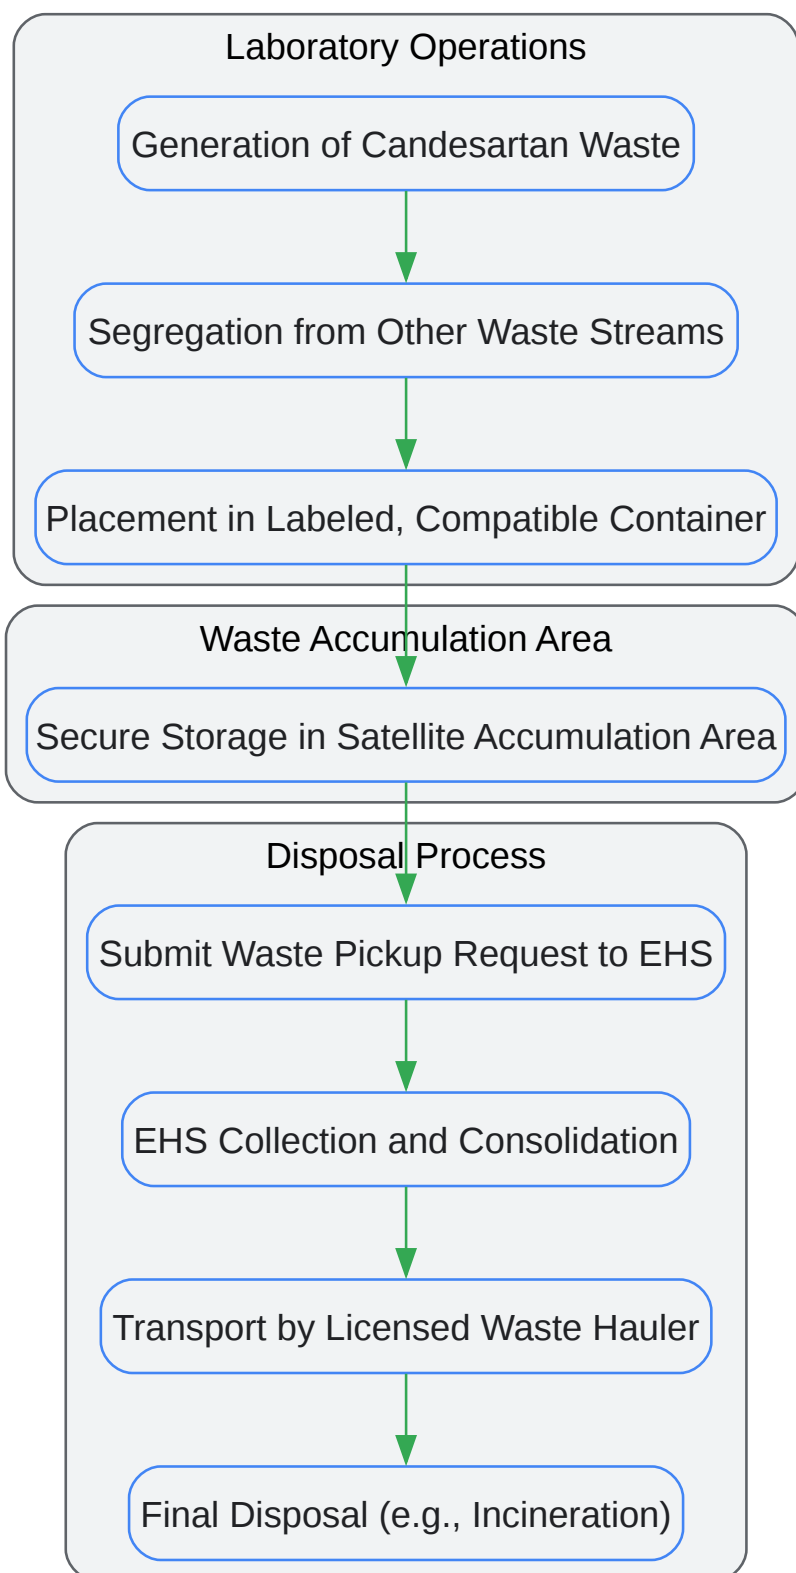 Laboratory Operations
Generation of Candesartan Waste
Segregation from Other Waste Streams
Placement in Labeled, Compatible Container
Waste Accumulation Area
Secure Storage in Satellite Accumulation Area
Disposal Process
Submit Waste Pickup Request to EHS
EHS Collection and Consolidation
Transport by Licensed Waste Hauler
Final Disposal (e.g., Incineration)